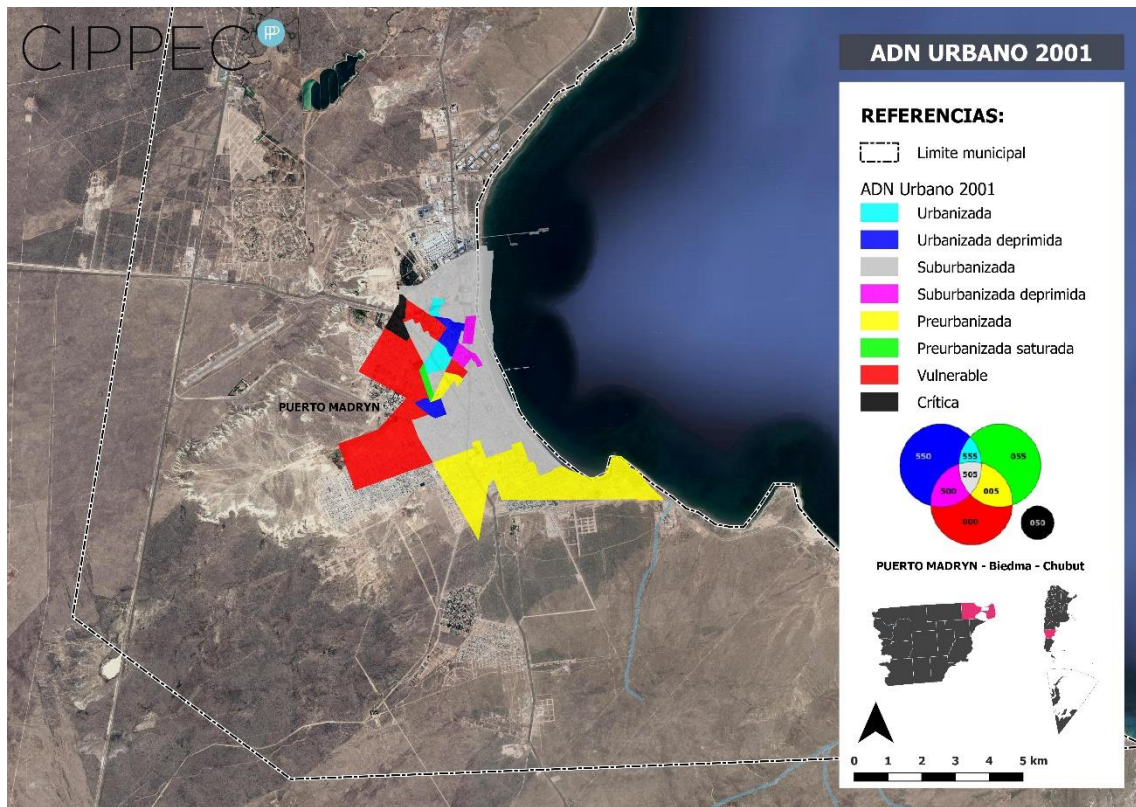 CIPPEC
PP
ADN URBANO 2001
REFERENCIAS:
Limite municipal
ADN Urbano 2001
Urbanizada
Urbanizada deprimida
Suburbanizada
Suburbanizada deprimida
Preurbanizada
Preurbanizada saturada
Vulnerable
Crítica
PUERTO MADRYN
550
555
055
505
500
005
000
050
PUERTO MADRYN - Biedma - Chubut
0 1 2 3 4 5 km